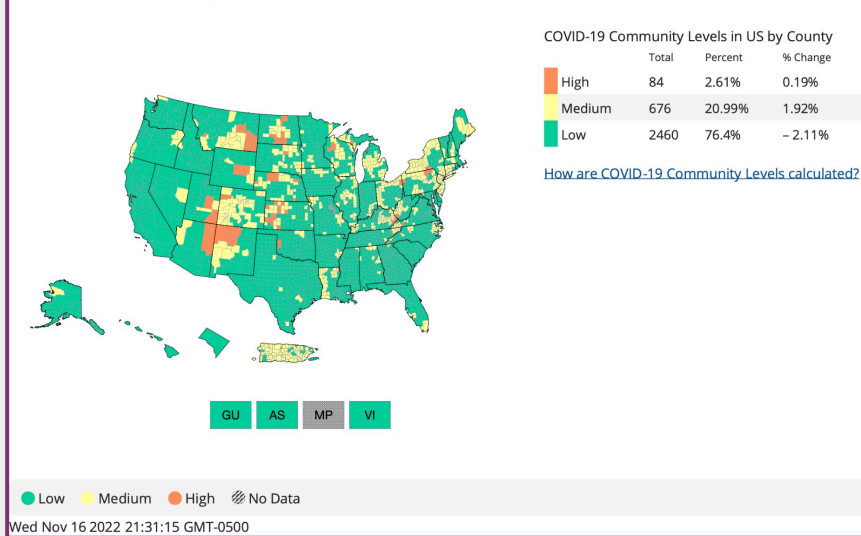 COVID-19 Community Levels in US by County
Total Percent % Change
High 84 2.61% 0.19%
Medium 676 20.99% 1.92%
Low 2460 76.4% – 2.11%
How are COVID-19 Community Levels calculated?
GU AS MP VI
Low Medium High No Data
Wed Nov 16 2022 21:31:15 GMT-0500